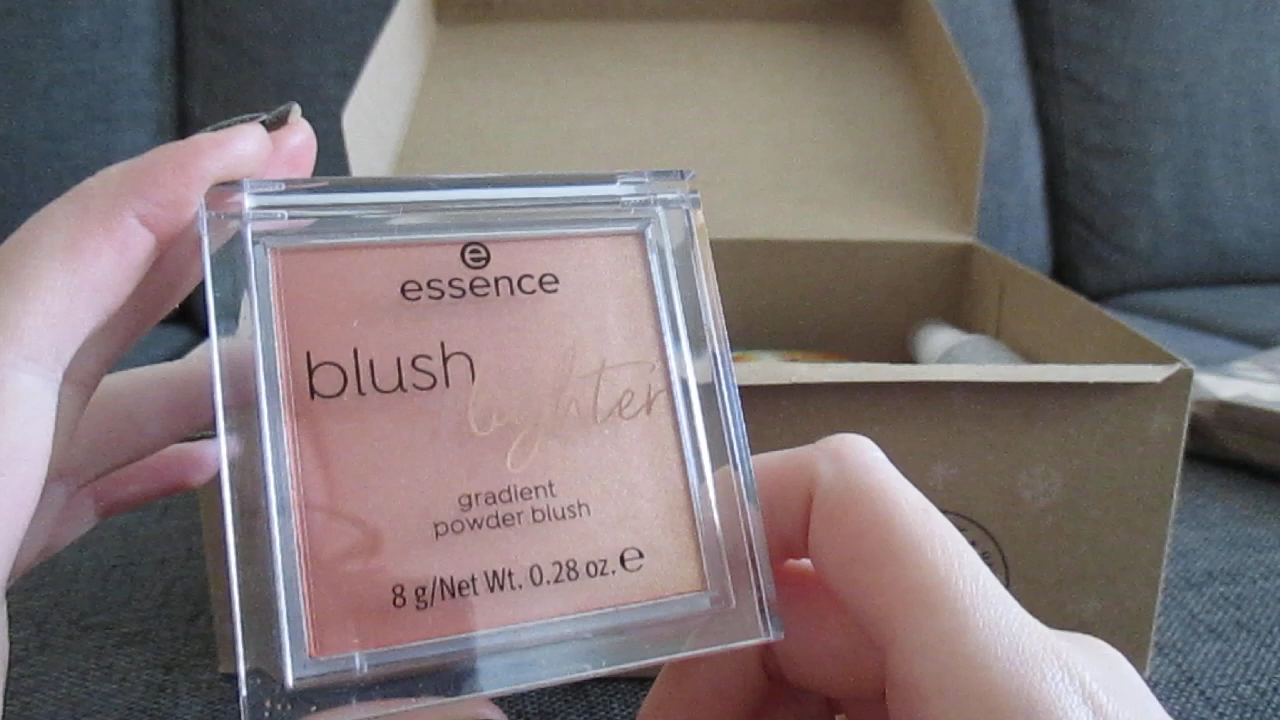 essence
blush
lighter
gradient
powder blush
8 g/Net Wt. 0.28 oz. ℮